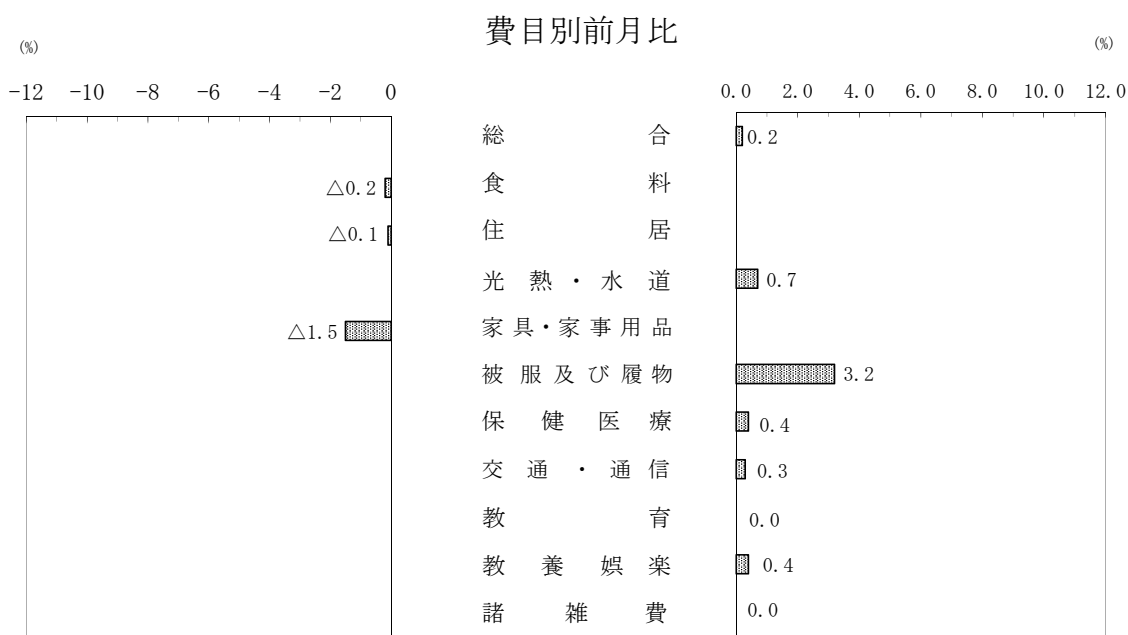 費目別前月比
(%) (%)
-12 -10 -8 -6 -4 -2 0 0.0 2.0 4.0 6.0 8.0 10.0 12.0
総合 0.2
△0.2 食料
△0.1 住居
光熱・水道 0.7
△1.5 家具・家事用品
被服及び履物 3.2
保健医療 0.4
交通・通信 0.3
教育 0.0
教養娯楽 0.4
諸雑費 0.0